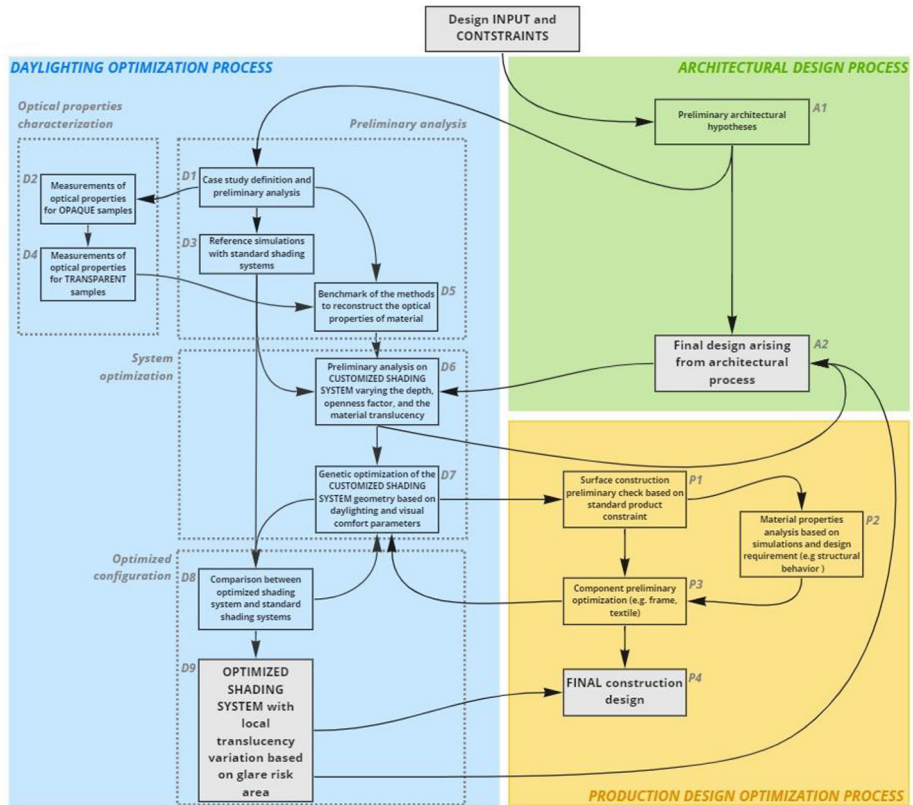 Design INPUT and
CONTSTRAINTS
DAYLIGHTING OPTIMIZATION PROCESS
ARCHITECTURAL DESIGN PROCESS
Optical properties
characterization
Preliminary analysis
A1
Preliminary architectural
hypotheses
D1
Case study definition and
preliminary analysis
D2
Measurements of
optical properties
for OPAQUE samples
D3
Reference simulations
with standard shading
systems
D4
Measurements of
optical properties
for TRANSPARENT
samples
D5
Benchmark of the methods
to reconstruct the optical
properties of material
A2
Final design arising
from architectural
process
System
optimization
D6
Preliminary analysis on
CUSTOMIZED SHADING
SYSTEM varying the depth,
openness factor, and the
material translucency
D7
Genetic optimization of the
CUSTOMIZED SHADING
SYSTEM geometry based on
daylighting and visual
comfort parameters
P1
Surface construction
preliminary check based on
standard product
constraint
P2
Material properties
analysis based on
simulations and design
requirement (e.g structural
behavior )
Optimized
configuration
D8
Comparison between
optimized shading
system and standard
shading systems
P3
Component preliminary
optimization (e.g. frame,
textile)
D9
OPTIMIZED
SHADING
SYSTEM with
local
translucency
variation based
on glare risk
area
P4
FINAL construction
design
PRODUCTION DESIGN OPTIMIZATION PROCESS